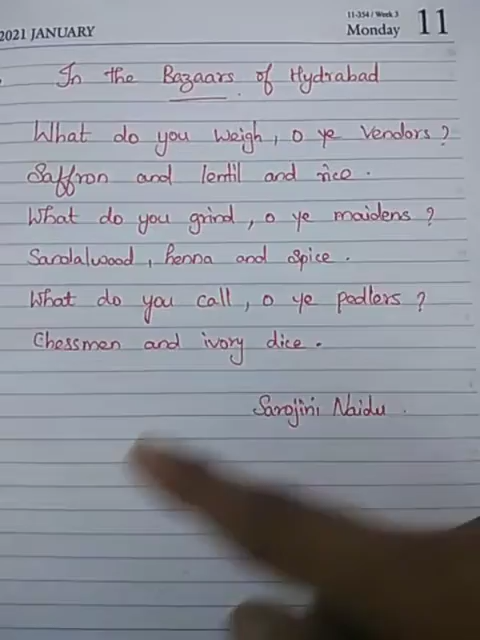 2021 JANUARY
11-354 / Week 3
Monday 11
In the Bazaars of Hydrabad
What do you weigh, o ye vendors?
Saffron and lentil and rice.
What do you grind, o ye maidens?
Sandalwood, henna and spice.
What do you call, o ye pedlers?
Chessmen and ivory dice.
Sarojini Naidu.